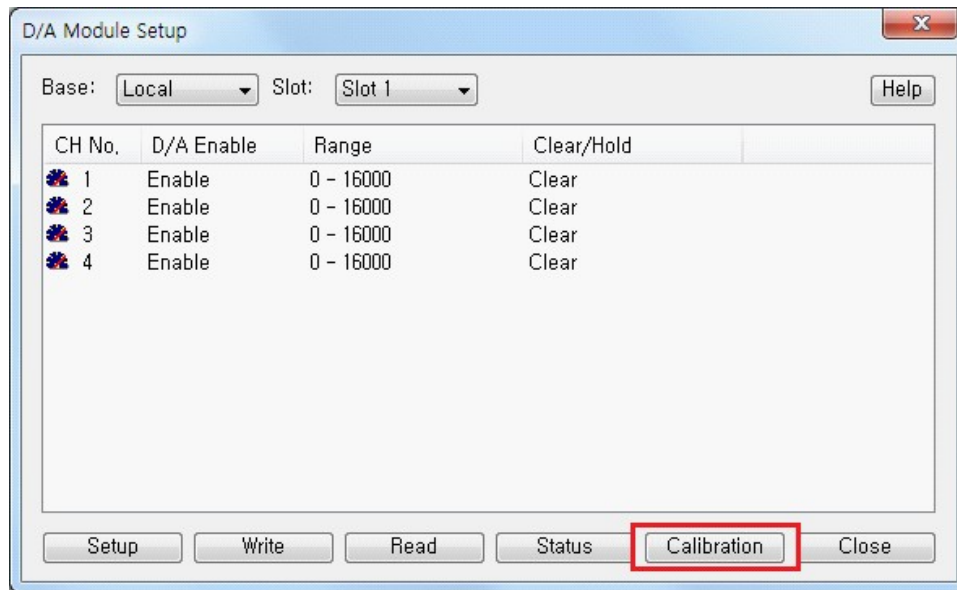 D/A Module Setup
Base: Local Slot: Slot 1 Help
CH No, D/A Enable Range Clear/Hold
1 Enable 0 - 16000 Clear
2 Enable 0 - 16000 Clear
3 Enable 0 - 16000 Clear
4 Enable 0 - 16000 Clear
Setup Write Read Status Calibration Close